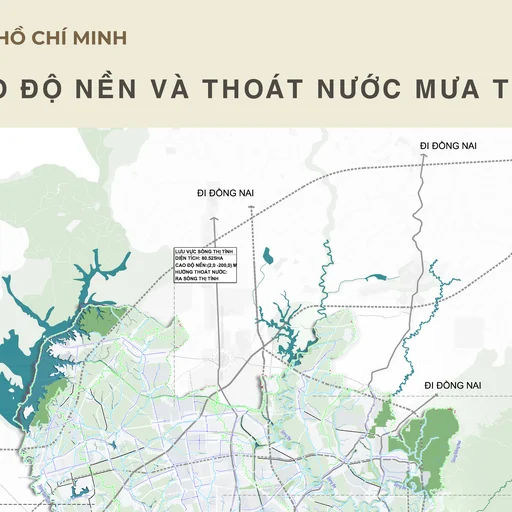 HỒ CHÍ MINH
O ĐỘ NỀN VÀ THOÁT NƯỚC MƯA T
ĐI ĐỒNG NAI
ĐI ĐỒNG NAI
LƯU VỰC SÔNG THỊ TÍNH
DIỆN TÍCH: 80.525HA
CAO ĐỘ NỀN:(2,0 -200,0) M
HƯỚNG THOÁT NƯỚC:
RA SÔNG THỊ TÍNH
ĐI ĐỒNG NAI